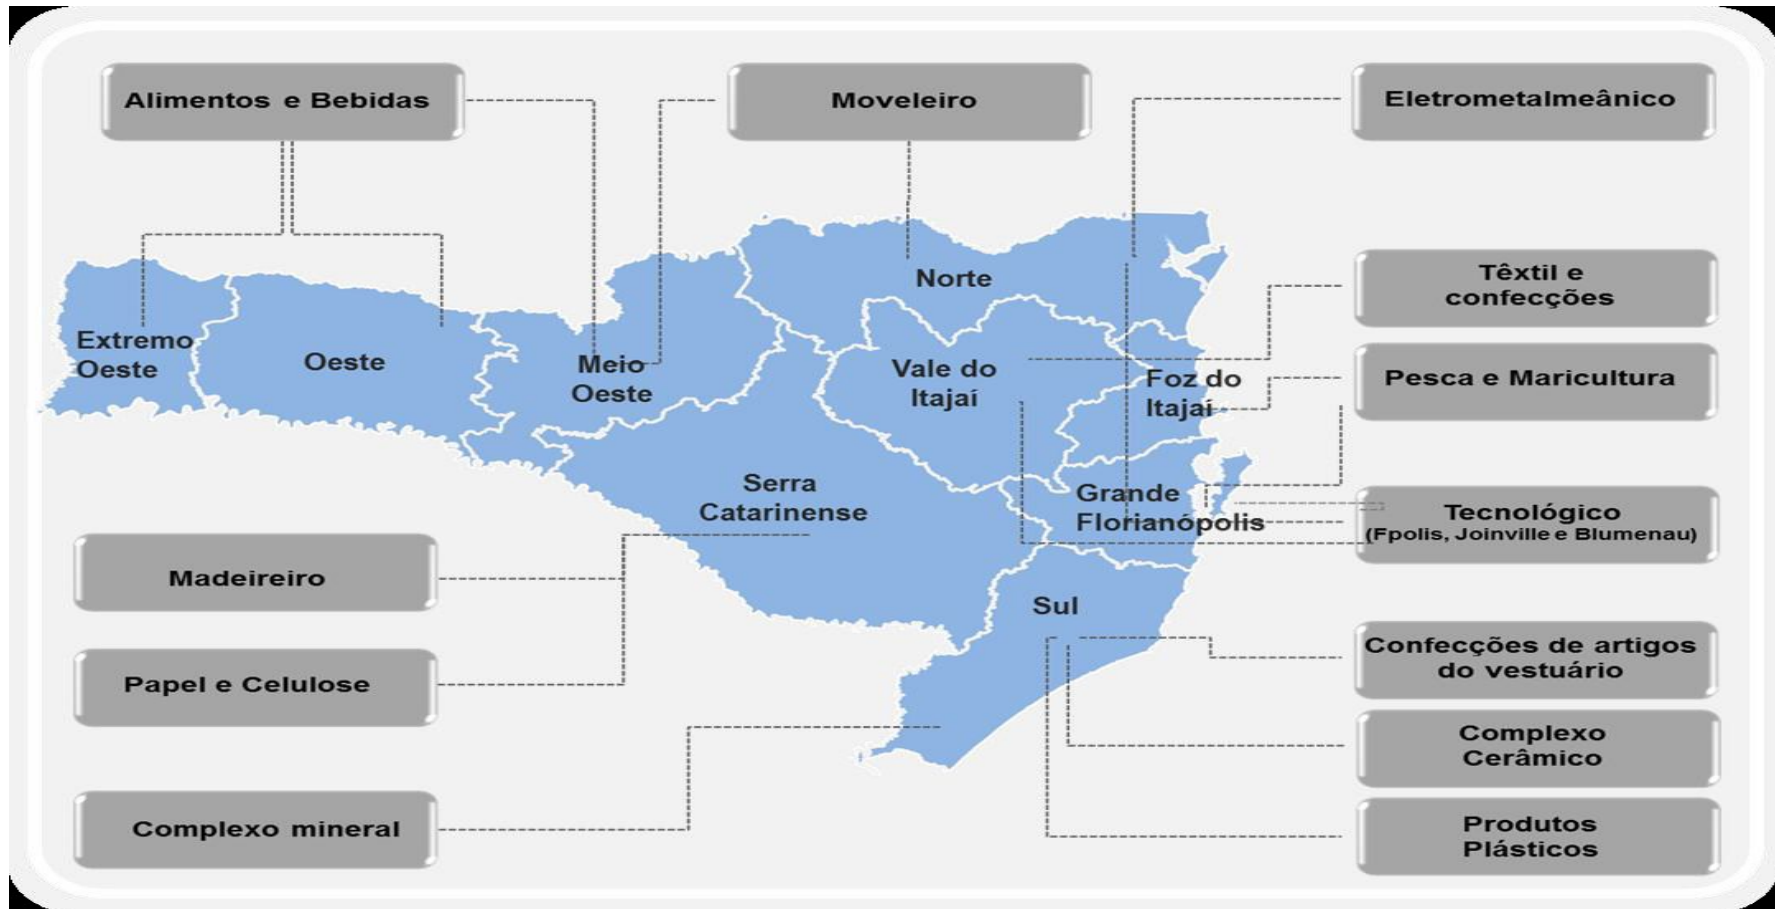 Alimentos e Bebidas
Moveleiro
Eletrometalmeânico
Têxtil e
confecções
Pesca e Maricultura
Tecnológico
(Fpolis, Joinville e Blumenau)
Confecções de artigos
do vestuário
Complexo
Cerâmico
Produtos
Plásticos
Madeireiro
Papel e Celulose
Complexo mineral
Extremo
Oeste
Oeste
Meio
Oeste
Norte
Vale do
Itajaí
Foz do
Itajaí
Serra
Catarinense
Grande
Florianópolis
Sul